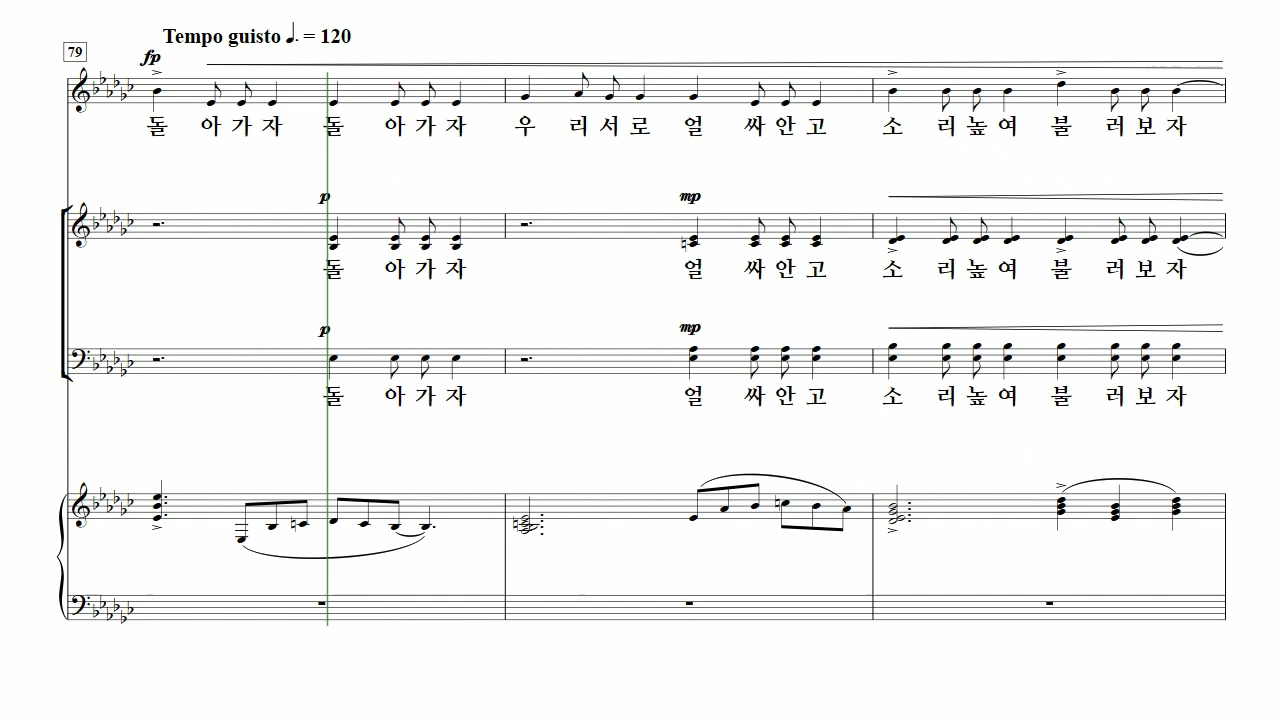 Tempo guisto ♩. = 120
79
fp
돌 아 가 자 돌 아 가 자 우 리 서 로 얼 싸 안 고 소 리 높 여 불 러 보 자
p mp
돌 아 가 자 얼 싸 안 고 소 리 높 여 불 러 보 자
p mp
돌 아 가 자 얼 싸 안 고 소 리 높 여 불 러 보 자